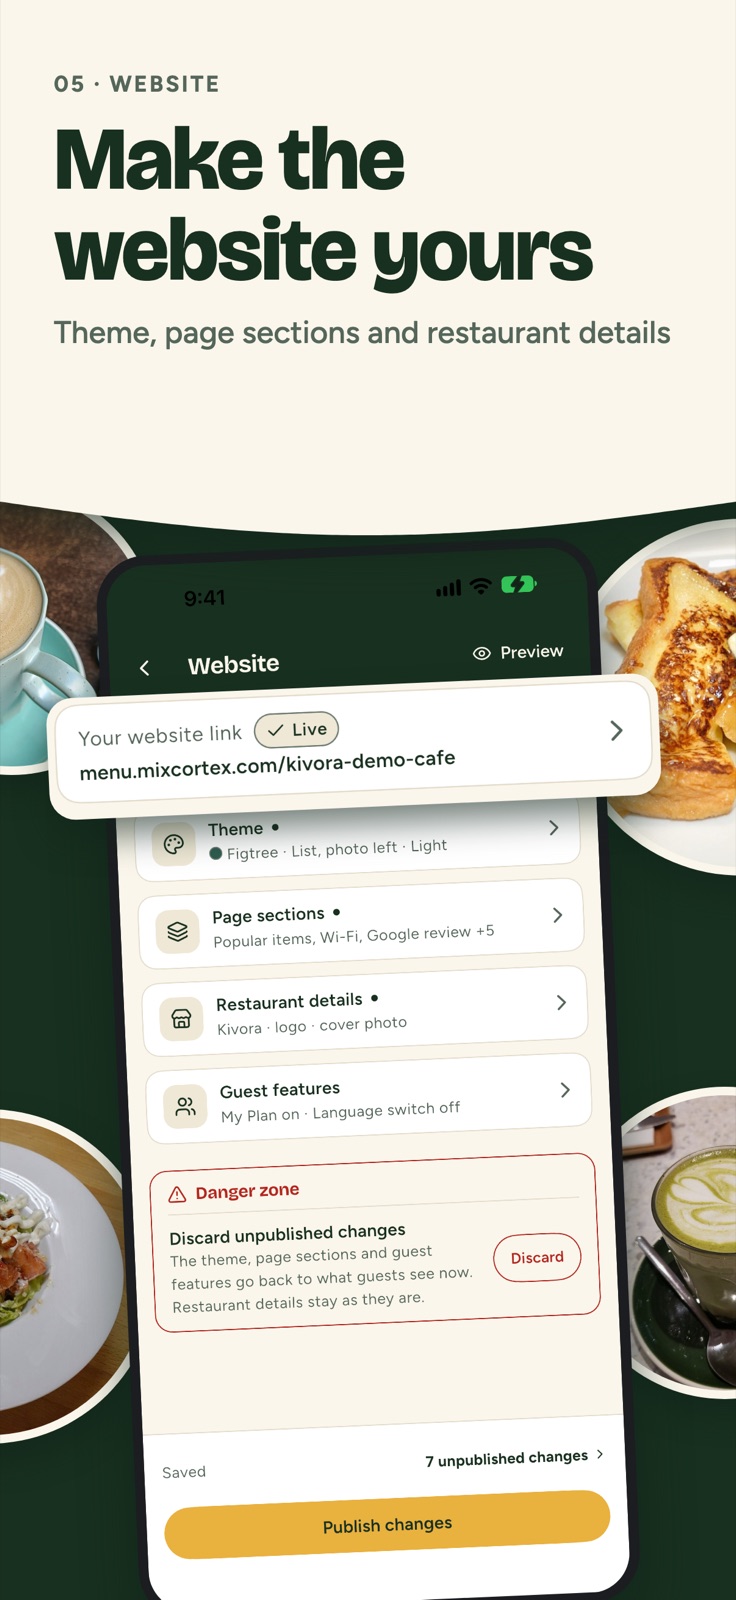 05 · WEBSITE
Make the
website yours
Theme, page sections and restaurant details
9:41
Website
Preview
Your website link
Live
menu.mixcortex.com/kivora-demo-cafe
Theme •
Figtree · List, photo left · Light
Page sections •
Popular items, Wi-Fi, Google review +5
Restaurant details •
Kivora · logo · cover photo
Guest features
My Plan on · Language switch off
Danger zone
Discard unpublished changes
The theme, page sections and guest
features go back to what guests see now.
Restaurant details stay as they are.
Discard
Saved
7 unpublished changes
Publish changes